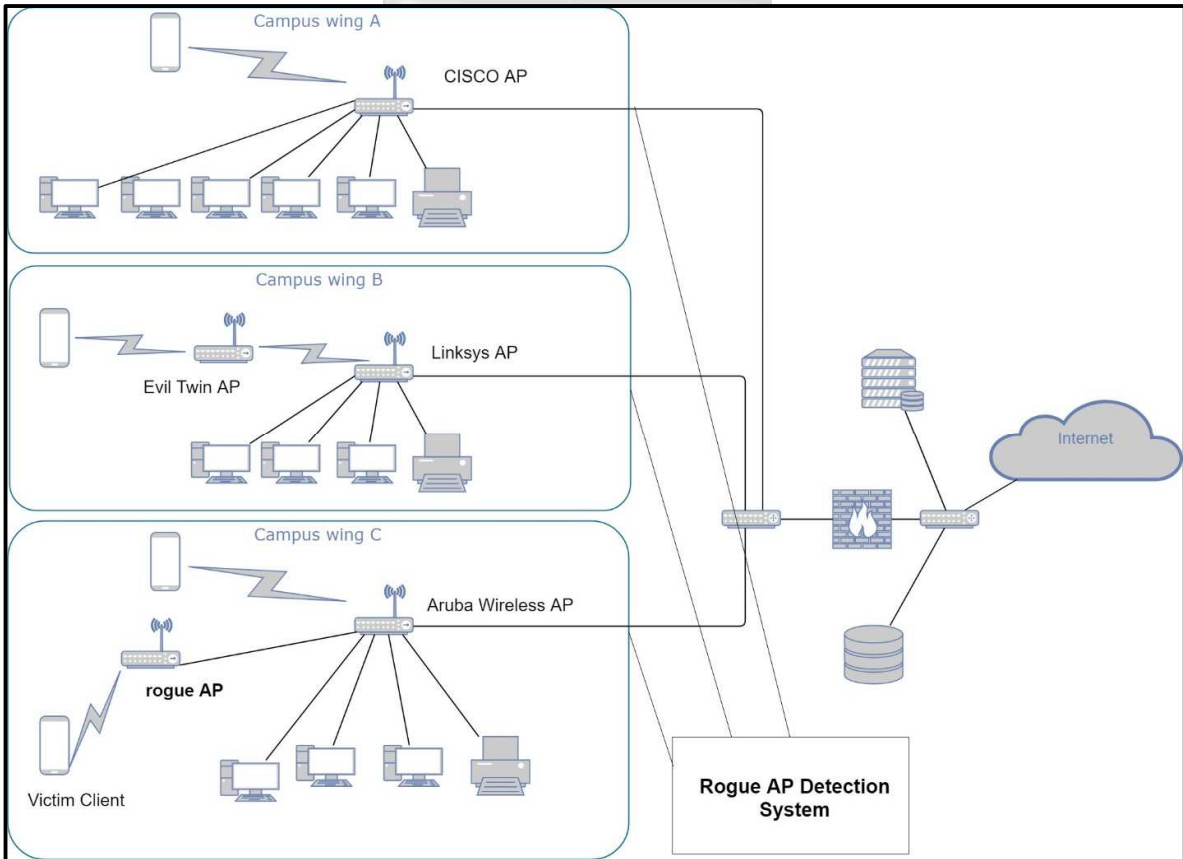 Campus wing A
CISCO AP
Campus wing B
Linksys AP
Evil Twin AP
Internet
Campus wing C
Aruba Wireless AP
rogue AP
Victim Client
Rogue AP Detection
System